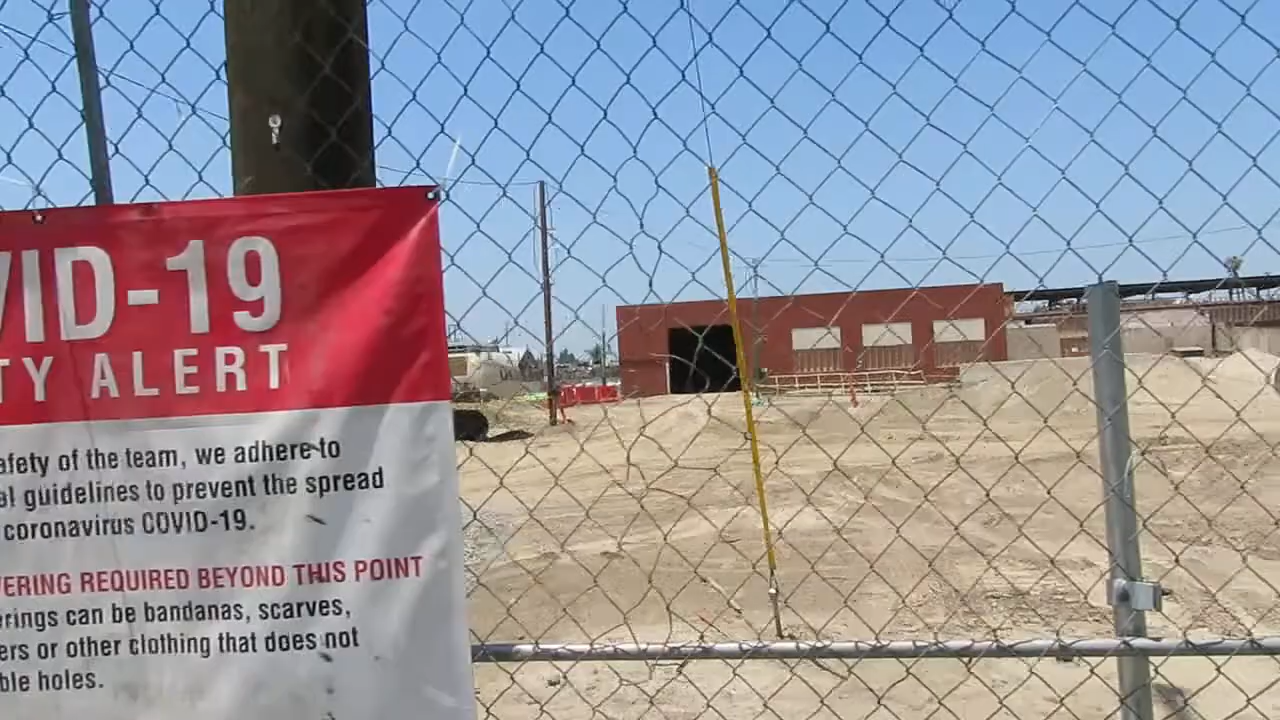 VID-19
TY ALERT
afety of the team, we adhere to
al guidelines to prevent the spread
coronavirus COVID-19.
VERING REQUIRED BEYOND THIS POINT
erings can be bandanas, scarves,
ers or other clothing that does not
ble holes.